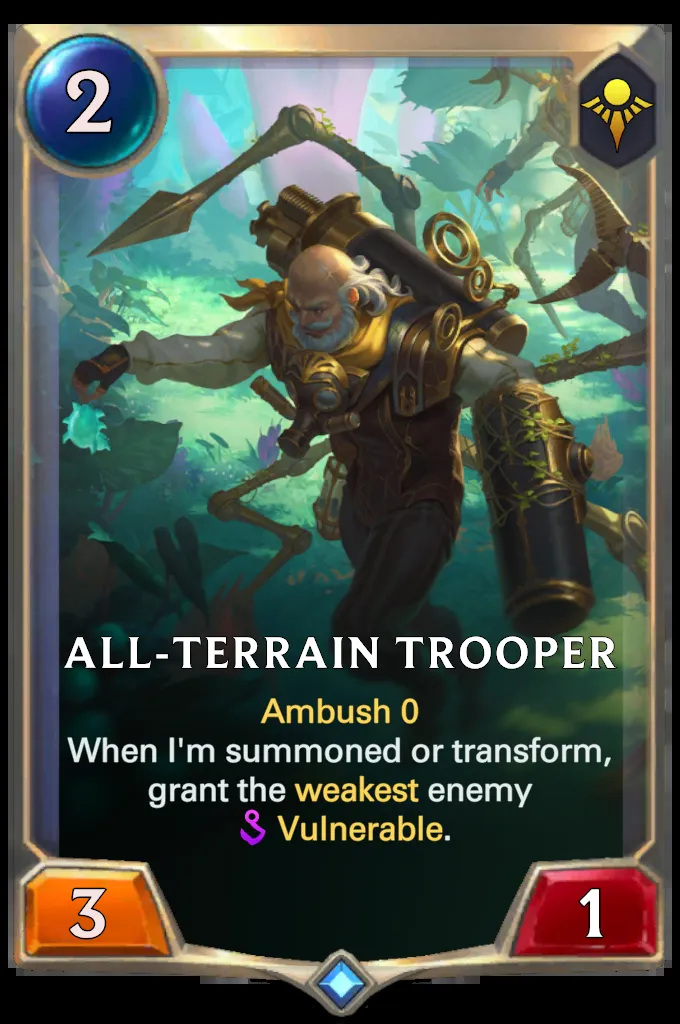 2
ALL-TERRAIN TROOPER
Ambush 0
When I'm summoned or transform,
grant the weakest enemy
Vulnerable.
3
1